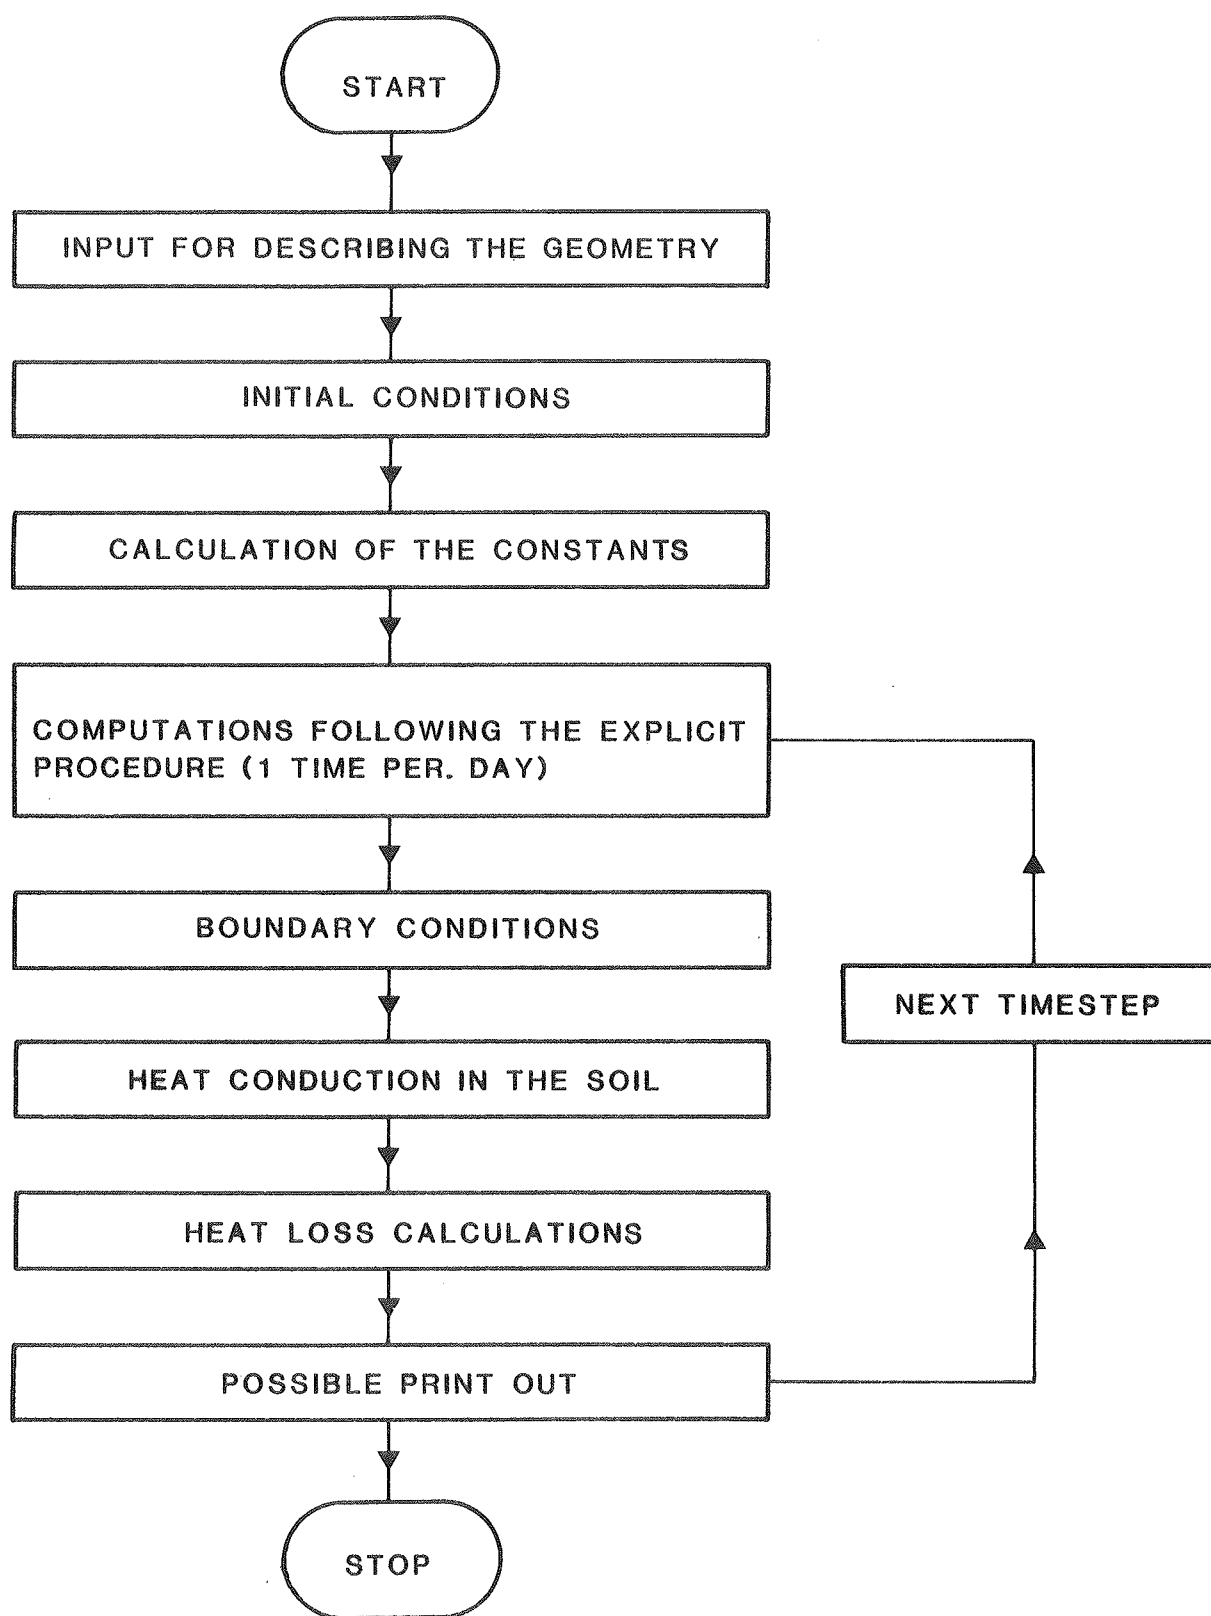 START
INPUT FOR DESCRIBING THE GEOMETRY
INITIAL CONDITIONS
CALCULATION OF THE CONSTANTS
COMPUTATIONS FOLLOWING THE EXPLICIT
PROCEDURE (1 TIME PER. DAY)
BOUNDARY CONDITIONS
NEXT TIMESTEP
HEAT CONDUCTION IN THE SOIL
HEAT LOSS CALCULATIONS
POSSIBLE PRINT OUT
STOP